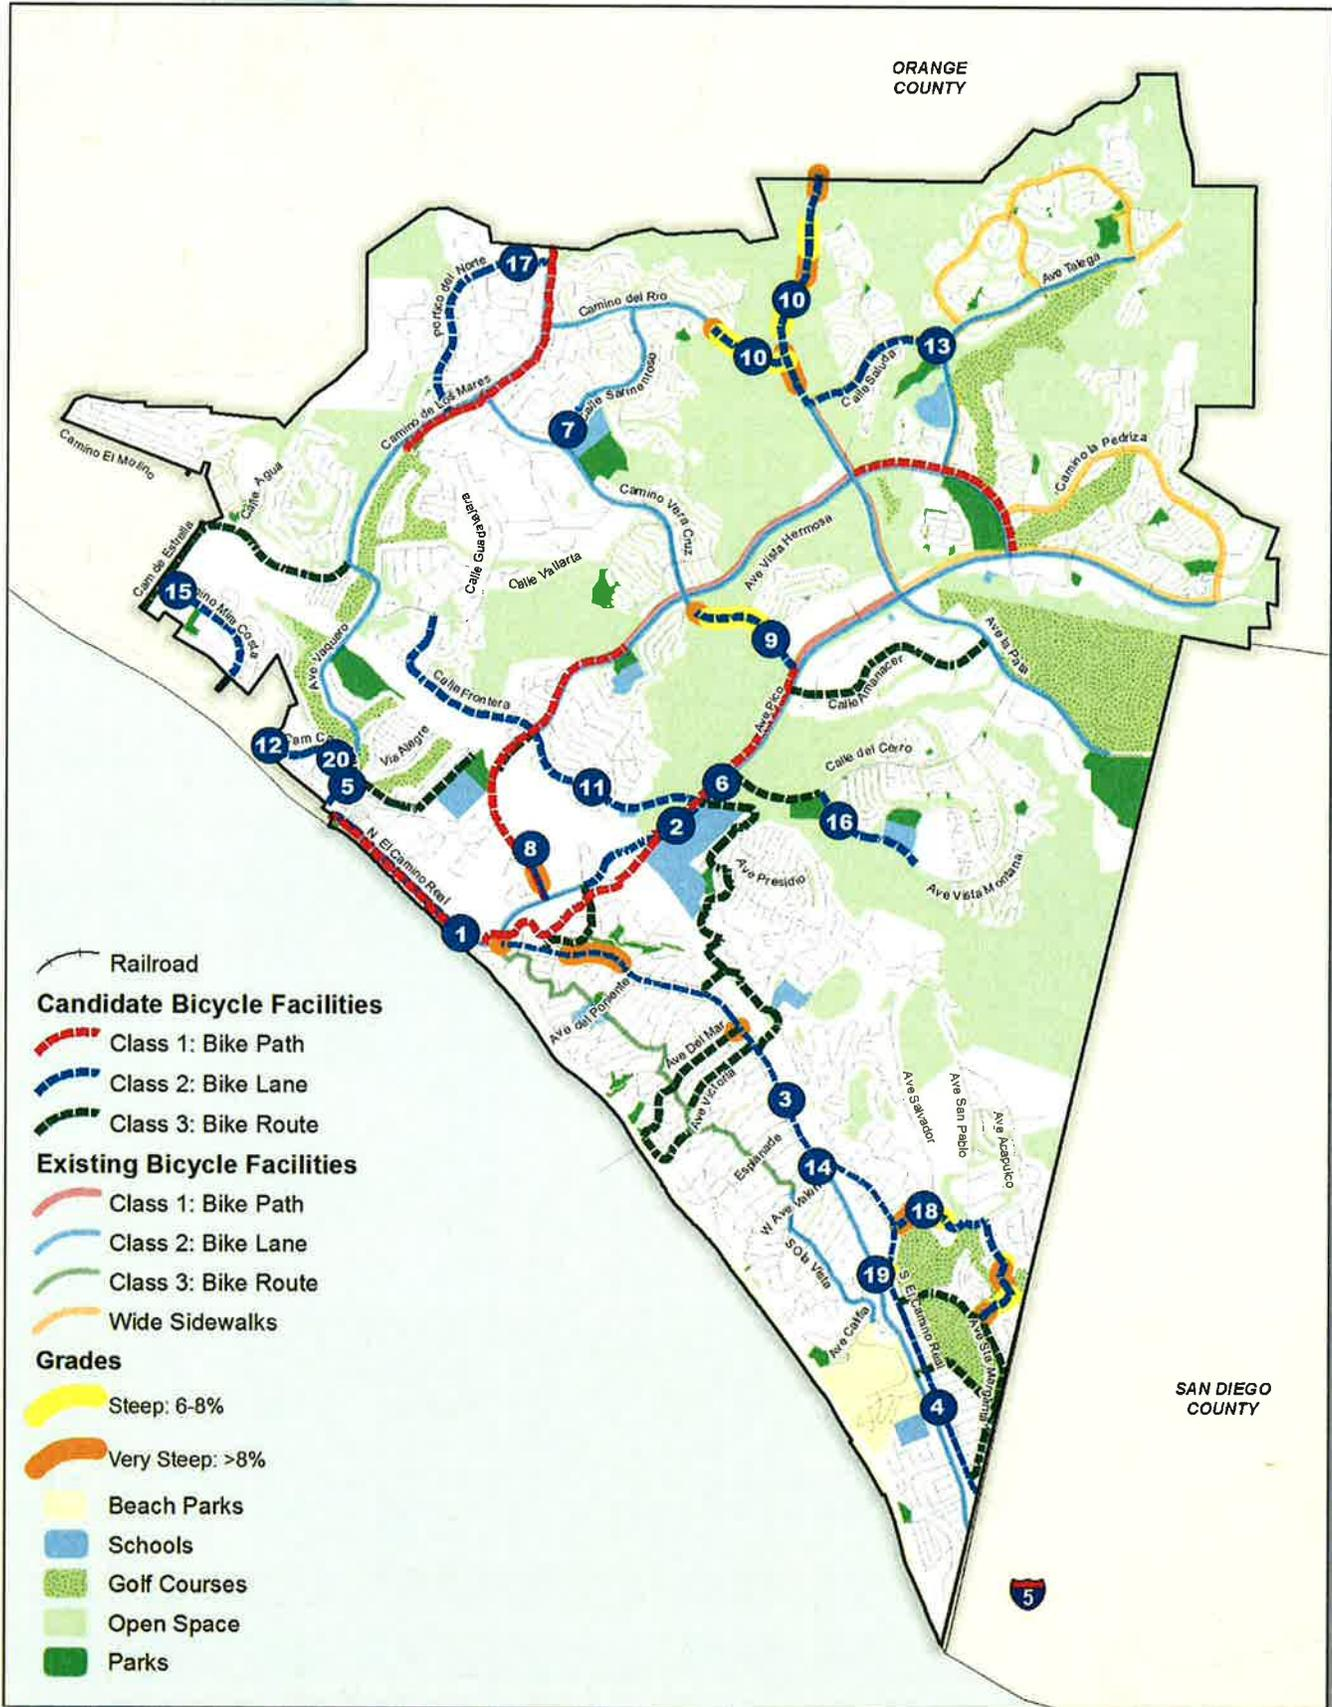 ORANGE
COUNTY
17
Portico del Norte
Camino del Rio
10
10
13
Ave Talega
Calle Saluda
Camino de Los Mares
Calle Sarmentoso
7
Camino El Molino
Calle Agua
Calle Guadalajara
Camino Vera Cruz
Camino la Pedriza
Ave Vista Hermosa
Cam de Estrella
Calle Vallarta
15
Mira Costa
9
Ave Vaquero
Ave la Pata
Calle Frontera
Calle Amanacer
Ave Pico
12
20
5
Via Alegre
Calle del Cerro
11
6
2
16
N. El Camino Real
8
Ave Presidio
Ave Vista Montana
1
Ave del Poniente
Ave Del Mar
Ave Victoria
3
Ave Salvador
Ave San Pablo
Ave Acapulco
Esplanade
14
18
S Ola Vista
19
S. El Camino Real
Ave Sta Margarita
4
SAN DIEGO
COUNTY
5
Railroad
Candidate Bicycle Facilities
Class 1: Bike Path
Class 2: Bike Lane
Class 3: Bike Route
Existing Bicycle Facilities
Class 1: Bike Path
Class 2: Bike Lane
Class 3: Bike Route
Wide Sidewalks
Grades
Steep: 6-8%
Very Steep: >8%
Beach Parks
Schools
Golf Courses
Open Space
Parks